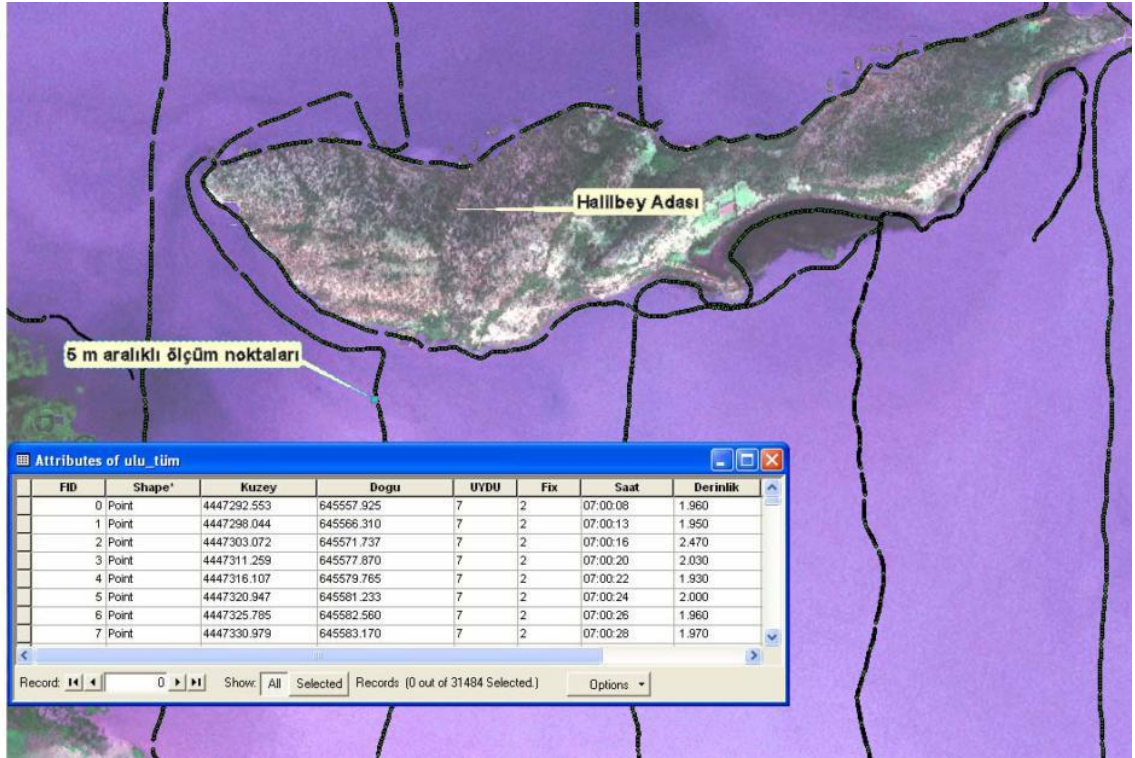 Halilbey Adası
5 m aralıklı ölçüm noktaları
Attributes of ulu_tüm
FID Shape* Kuzey Dogu UYDU Fix Saat Derinlik
0 Point 4447292.553 645557.925 7 2 07:00:08 1.960
1 Point 4447298.044 645566.310 7 2 07:00:13 1.950
2 Point 4447303.072 645571.737 7 2 07:00:16 2.470
3 Point 4447311.259 645577.870 7 2 07:00:20 2.030
4 Point 4447316.107 645579.765 7 2 07:00:22 1.930
5 Point 4447320.947 645581.233 7 2 07:00:24 2.000
6 Point 4447325.785 645582.560 7 2 07:00:26 1.960
7 Point 4447330.979 645583.170 7 2 07:00:28 1.970
Record: 0 Show: All Selected Records (0 out of 31484 Selected.) Options